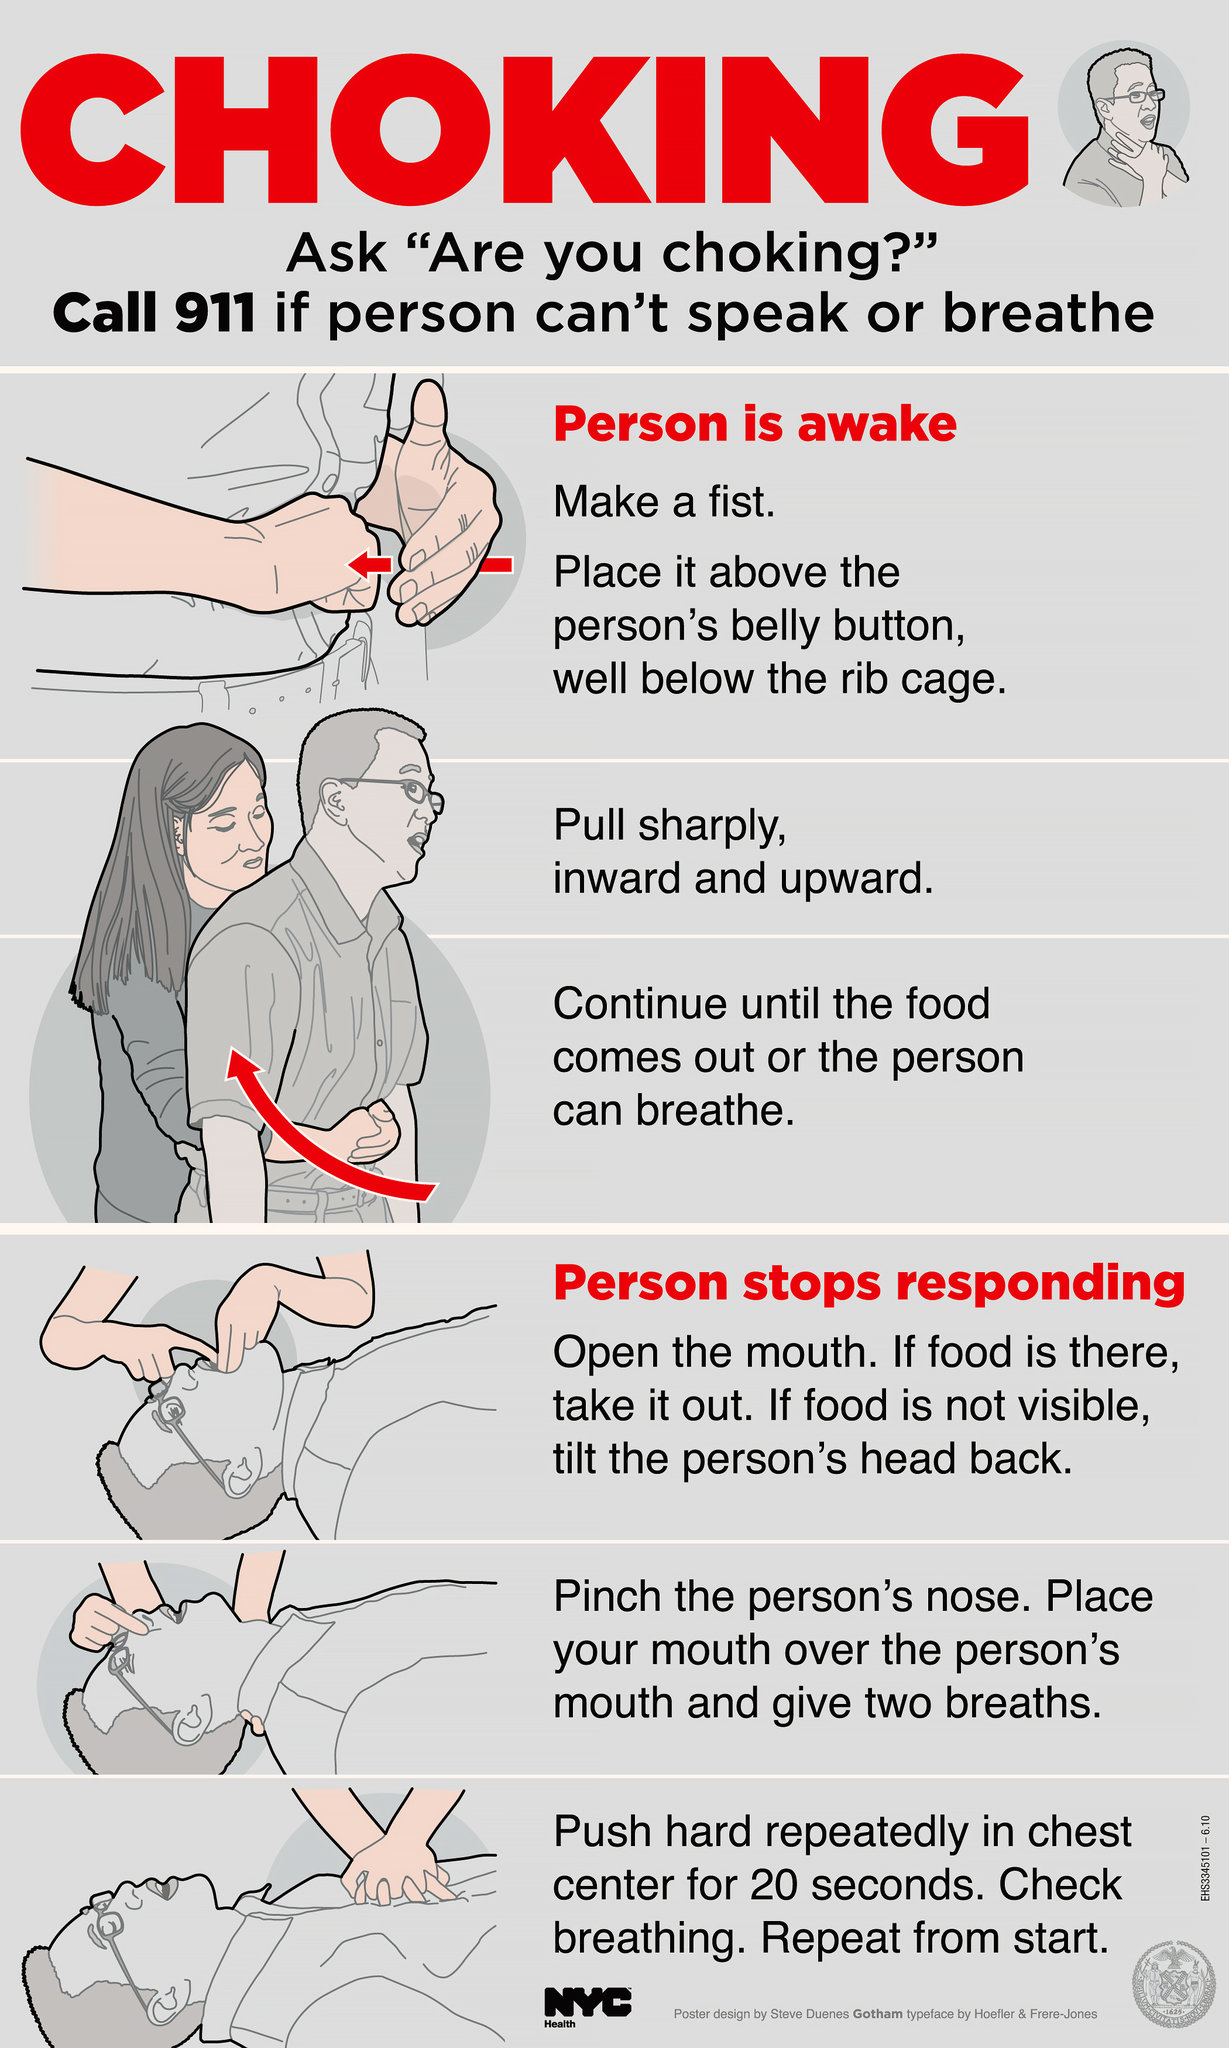 CHOKING
Ask “Are you choking?”
Call 911 if person can’t speak or breathe
Person is awake
Make a fist.
Place it above the
person’s belly button,
well below the rib cage.
Pull sharply,
inward and upward.
Continue until the food
comes out or the person
can breathe.
Person stops responding
Open the mouth. If food is there,
take it out. If food is not visible,
tilt the person’s head back.
Pinch the person’s nose. Place
your mouth over the person’s
mouth and give two breaths.
Push hard repeatedly in chest
center for 20 seconds. Check
breathing. Repeat from start.
EHS3345101 – 6.10
NYC
Health
Poster design by Steve Duenes Gotham typeface by Hoefler & Frere-Jones